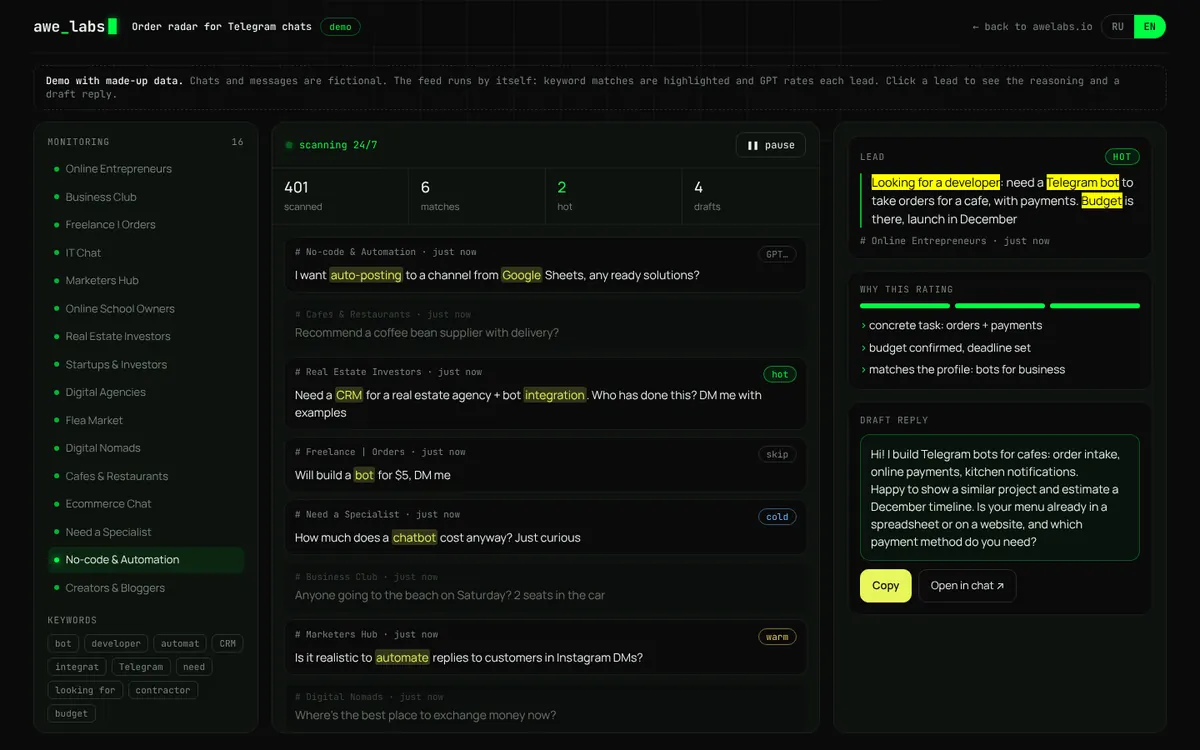 awe_labs
Order radar for Telegram chats
demo
← back to awelabs.io
RU
EN
Demo with made-up data. Chats and messages are fictional. The feed runs by itself: keyword matches are highlighted and GPT rates each lead. Click a lead to see the reasoning and a
draft reply.
MONITORING
16
Online Entrepreneurs
Business Club
Freelance | Orders
IT Chat
Marketers Hub
Online School Owners
Real Estate Investors
Startups & Investors
Digital Agencies
Flea Market
Digital Nomads
Cafes & Restaurants
Ecommerce Chat
Need a Specialist
No-code & Automation
Creators & Bloggers
KEYWORDS
bot developer automat CRM
integrat Telegram need
looking for contractor
budget
scanning 24/7
pause
401
scanned
6
matches
2
hot
4
drafts
# No-code & Automation · just now
GPT…
I want auto-posting to a channel from Google Sheets, any ready solutions?
# Cafes & Restaurants · just now
Recommend a coffee bean supplier with delivery?
# Real Estate Investors · just now
hot
Need a CRM for a real estate agency + bot integration. Who has done this? DM me with
examples
# Freelance | Orders · just now
skip
Will build a bot for $5, DM me
# Need a Specialist · just now
cold
How much does a chatbot cost anyway? Just curious
# Business Club · just now
Anyone going to the beach on Saturday? 2 seats in the car
# Marketers Hub · just now
warm
Is it realistic to automate replies to customers in Instagram DMs?
# Digital Nomads · just now
Where's the best place to exchange money now?
LEAD
HOT
Looking for a developer: need a Telegram bot to
take orders for a cafe, with payments. Budget is
there, launch in December
# Online Entrepreneurs · just now
WHY THIS RATING
› concrete task: orders + payments
› budget confirmed, deadline set
› matches the profile: bots for business
DRAFT REPLY
Hi! I build Telegram bots for cafes: order intake,
online payments, kitchen notifications.
Happy to show a similar project and estimate a
December timeline. Is your menu already in a
spreadsheet or on a website, and which
payment method do you need?
Copy
Open in chat ↗